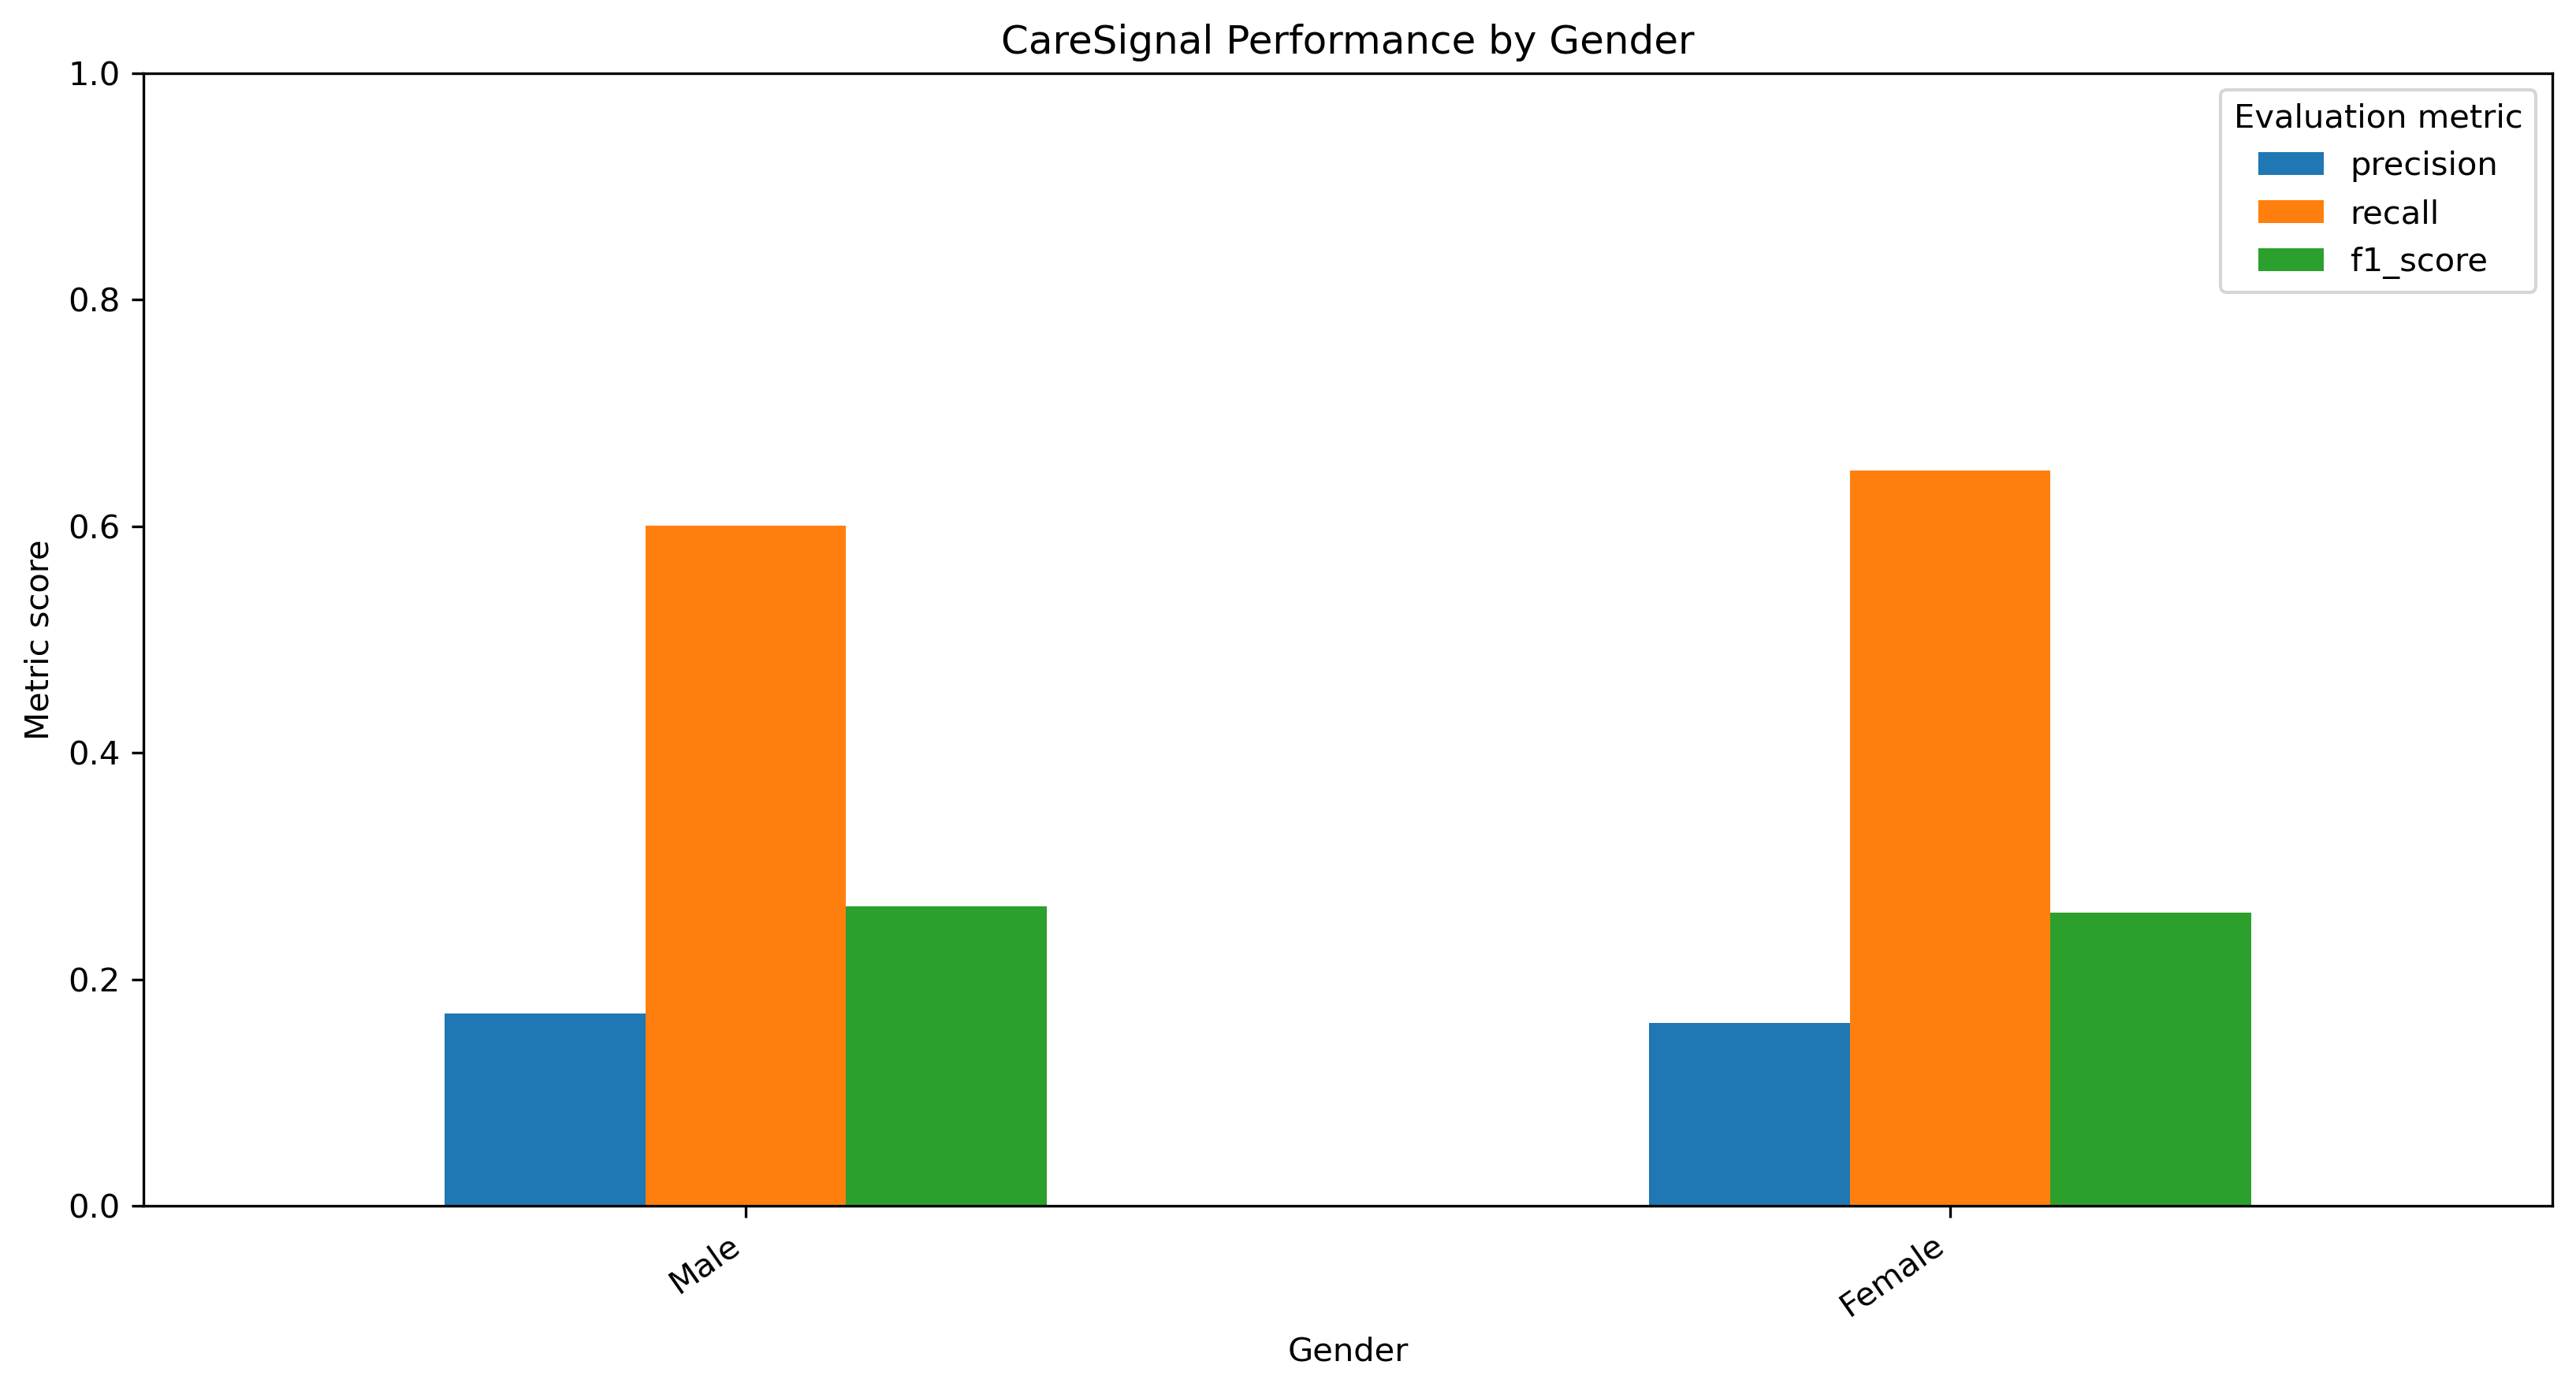 CareSignal Performance by Gender
Evaluation metric
precision
recall
f1_score
Metric score
1.0
0.8
0.6
0.4
0.2
0.0
Male
Female
Gender